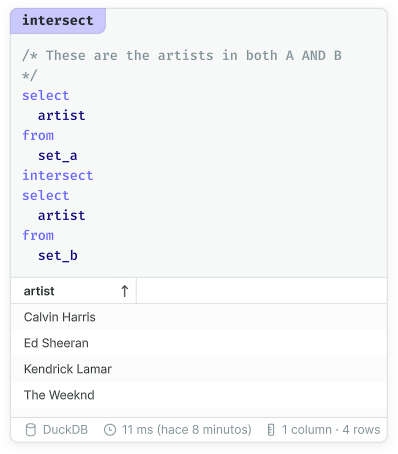 intersect
/* These are the artists in both A AND B
*/
select
  artist
from
  set_a
intersect
select
  artist
from
  set_b
artist ↑
Calvin Harris
Ed Sheeran
Kendrick Lamar
The Weeknd
DuckDB 11 ms (hace 8 minutos) 1 column · 4 rows